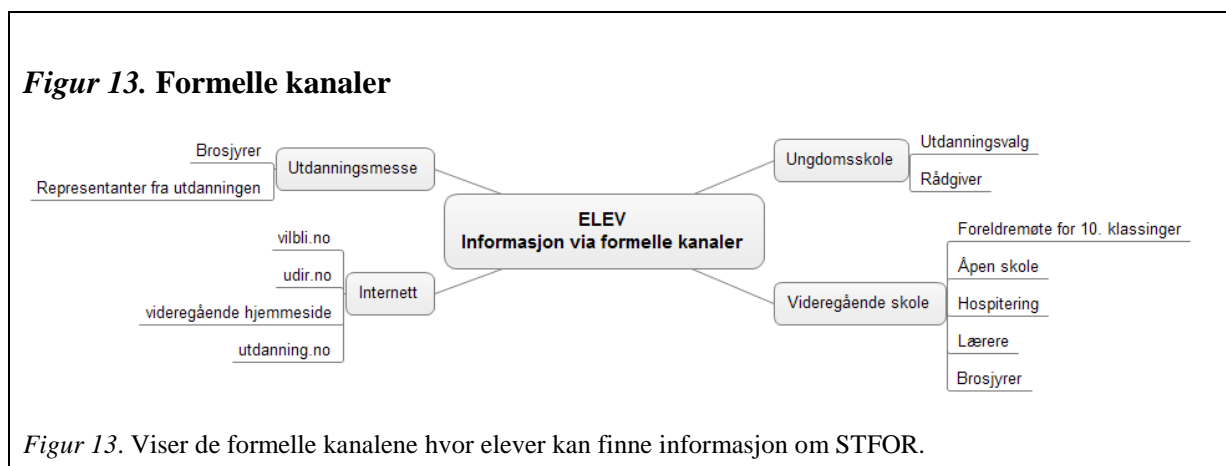 Figur 13. Formelle kanaler
Brosjyrer
Representanter fra utdanningen
Utdanningsmesse
vilbli.no
udir.no
videregående hjemmeside
utdanning.no
Internett
ELEV
Informasjon via formelle kanaler
Ungdomsskole
Utdanningsvalg
Rådgiver
Videregående skole
Foreldremøte for 10. klassinger
Åpen skole
Hospitering
Lærere
Brosjyrer
Figur 13. Viser de formelle kanalene hvor elever kan finne informasjon om STFOR.